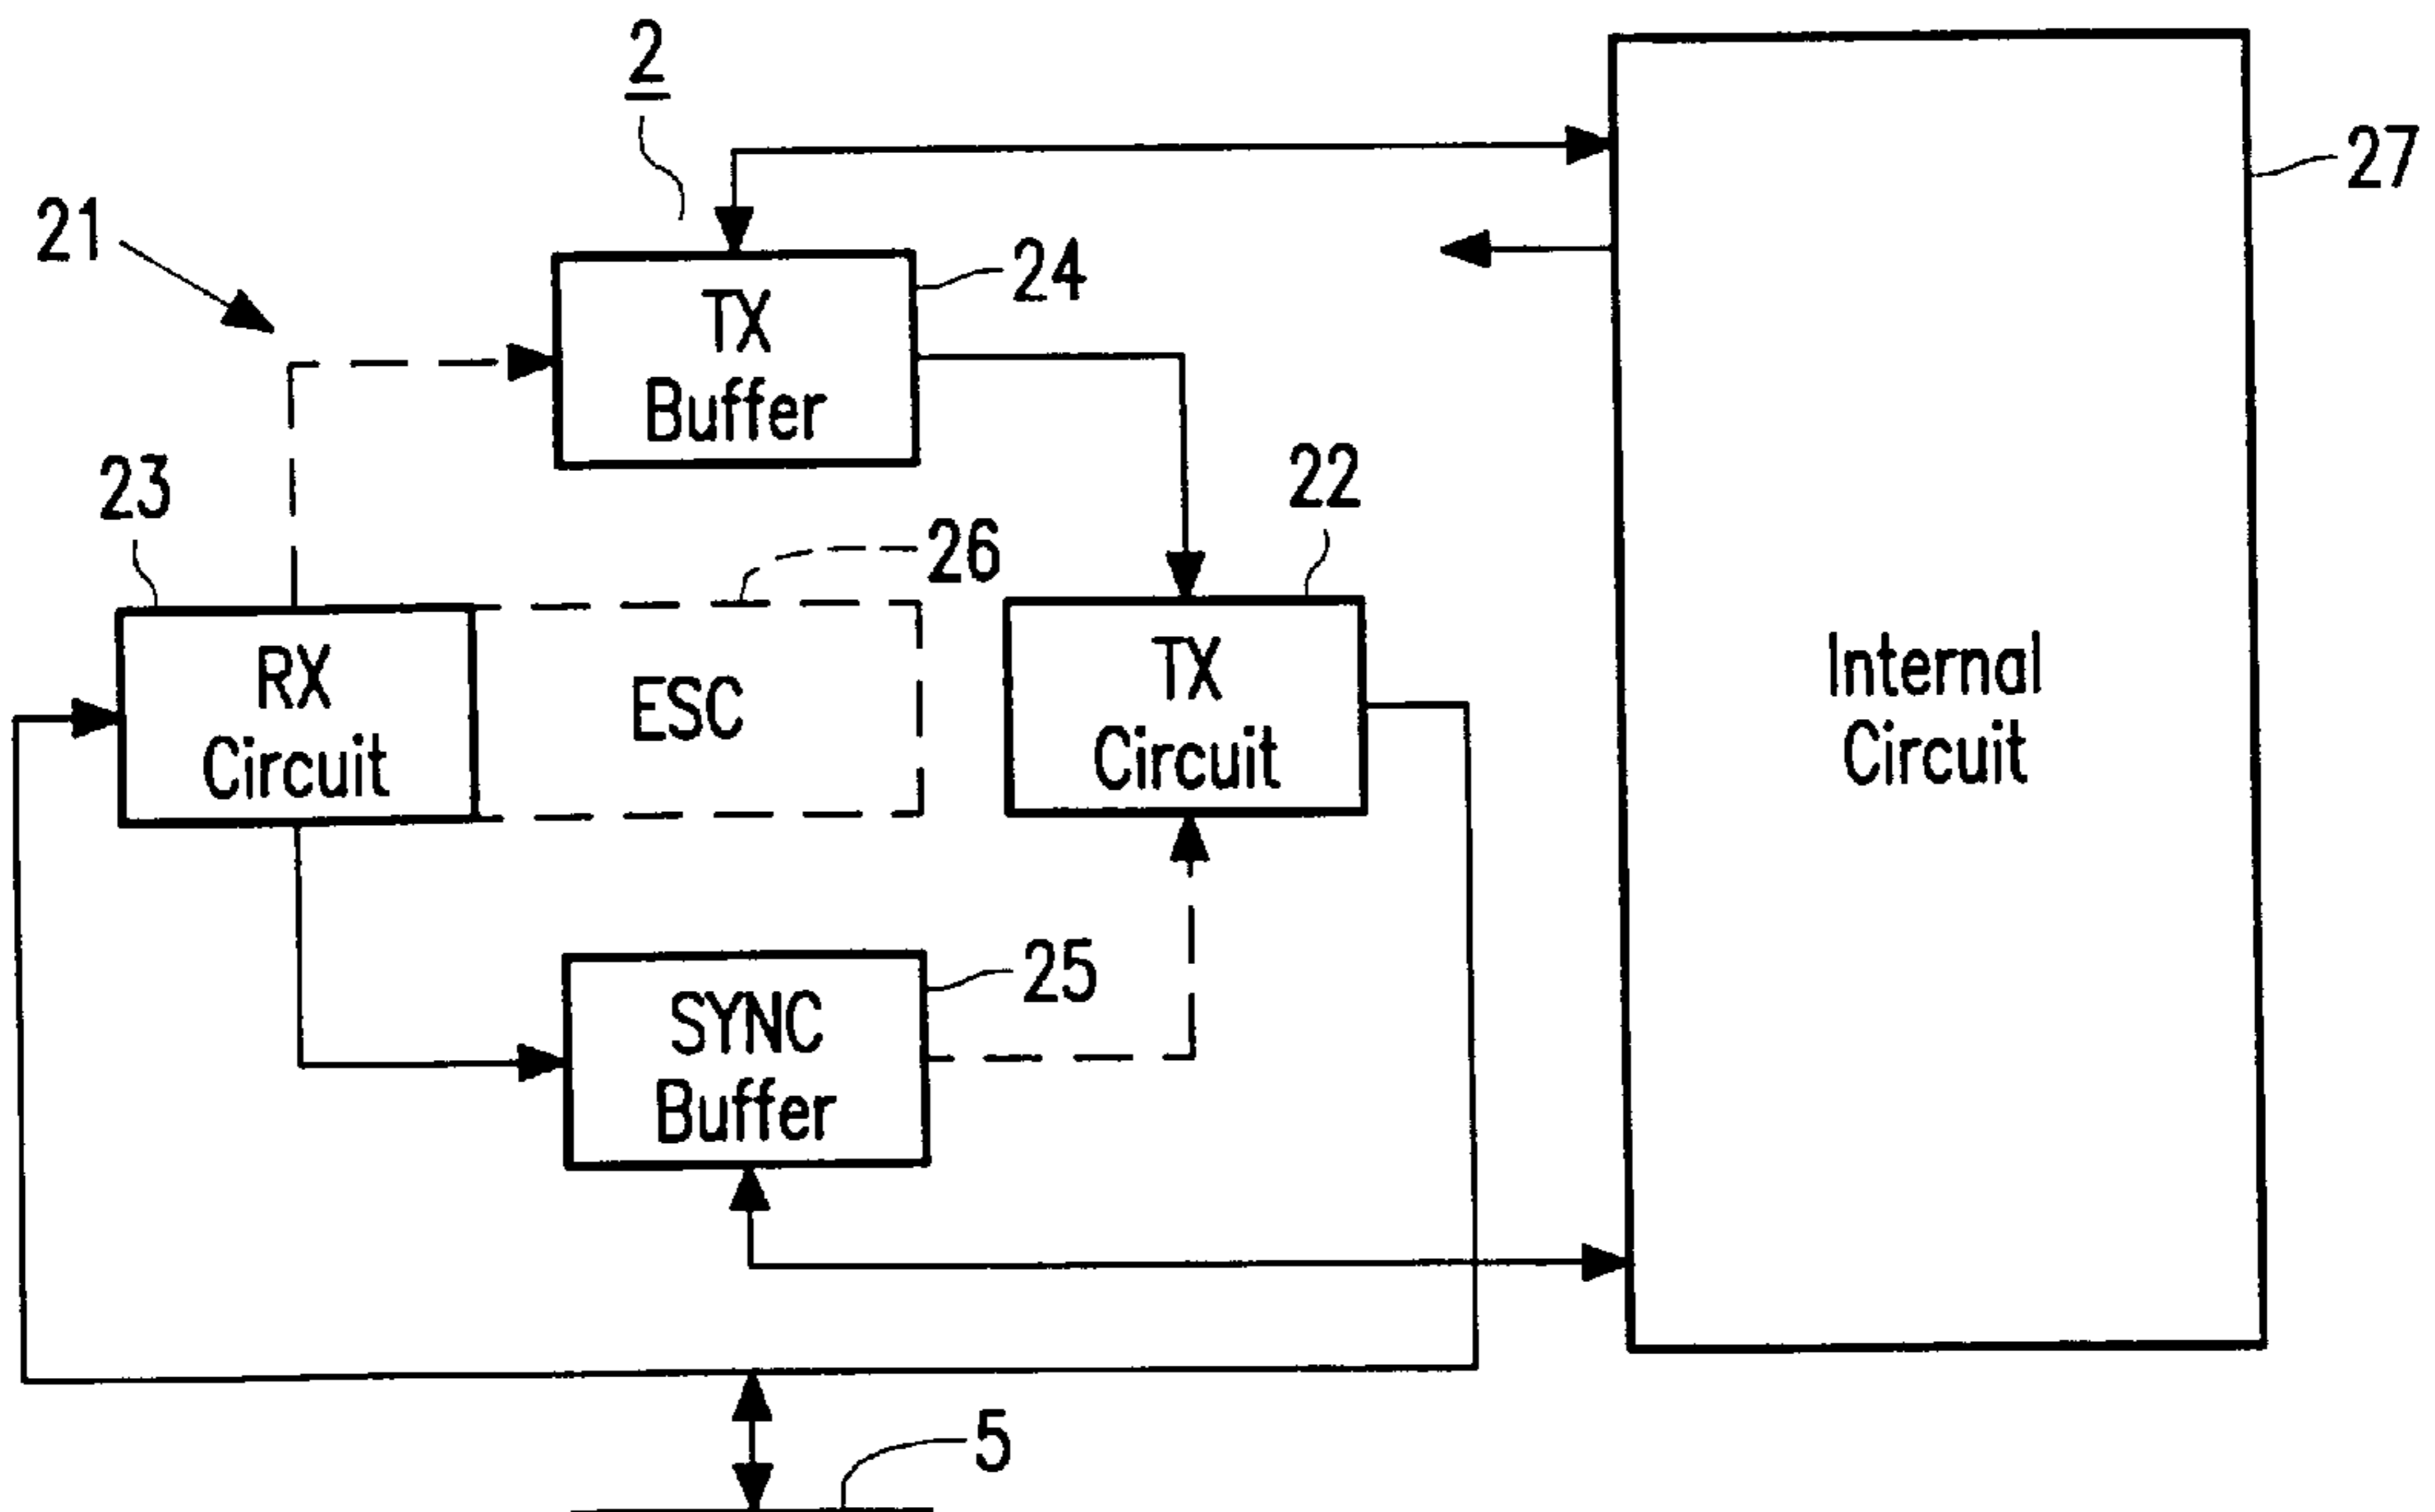 2
27
21
24
TX
Buffer
23
22
26
RX
Circuit
ESC
TX
Circuit
Internal
Circuit
25
SYNC
Buffer
5